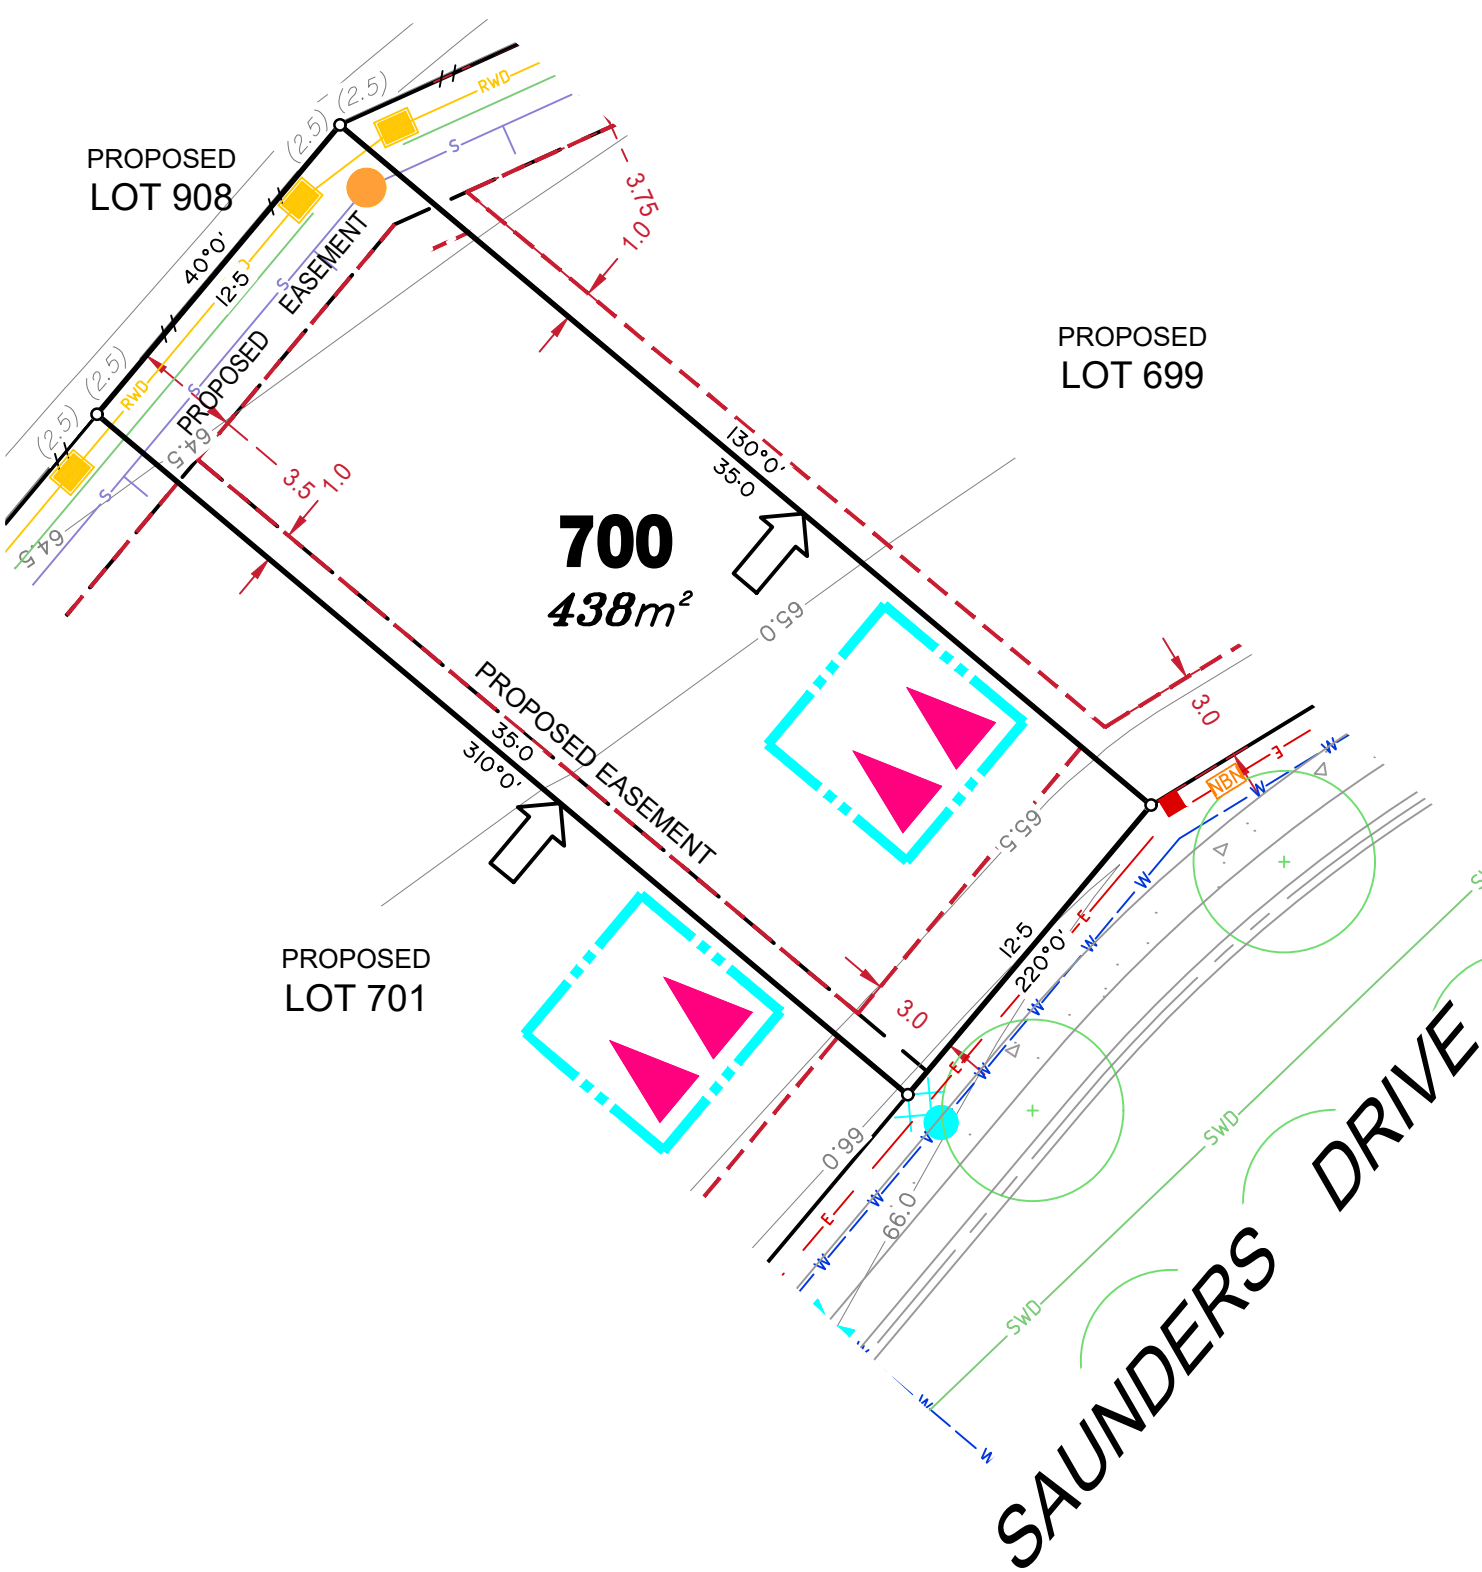 (2.5) (2.5)
RWD
S
PROPOSED
LOT 908
3.75
1.0
40°0'
12·5
S
PROPOSED EASEMENT
PROPOSED
LOT 699
(2.5) (2.5)
RWD
S
64.5
S
64.5
3.5 1.0
130°0'
35·0
700
438m²
65.0
PROPOSED EASEMENT
35·0
310°0'
3.0
E
W
NBN
W
65.5
W
E
W
12·5
220°0'
PROPOSED
LOT 701
3.0
W
E
W
66.0
W
W
66.0
E
W
SWD
SWD
W
W
W
SAUNDERS DRIVE